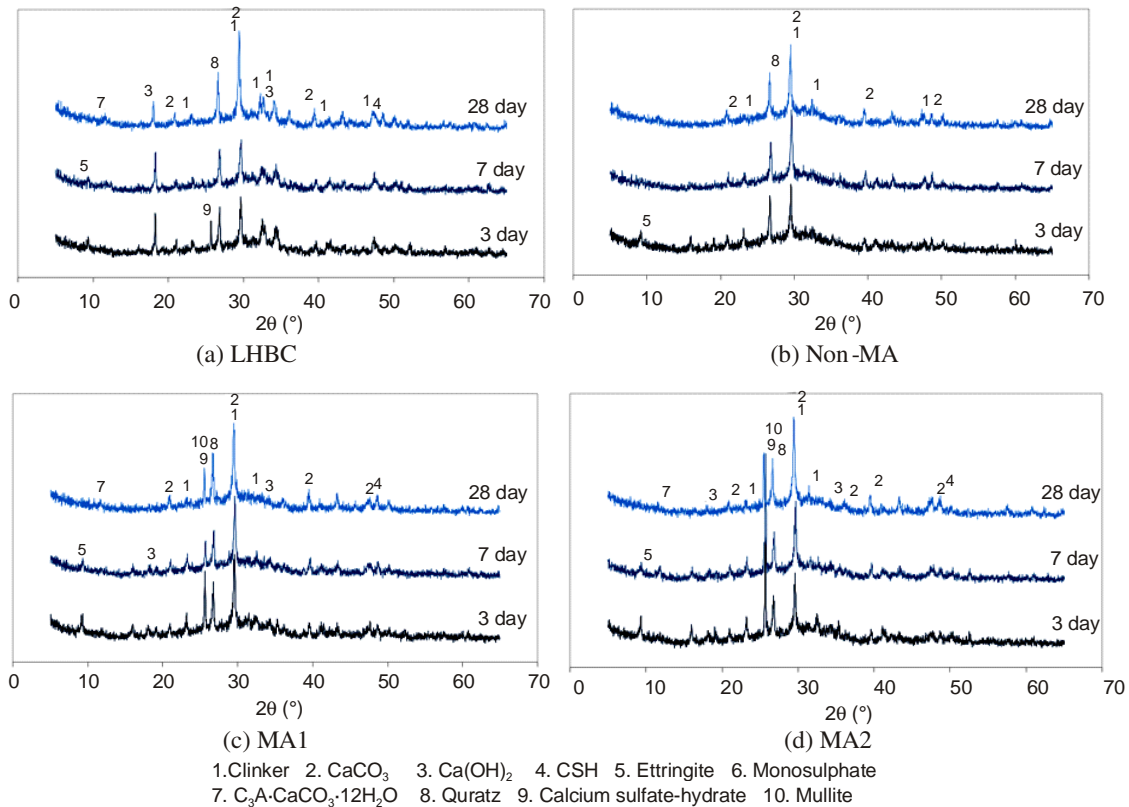 2
1
8
7
3
2
1
1
1
3
2
1
1
4
28 day
5
7 day
9
3 day
0 10 20 30 40 50 60 70
2θ (°)
(a) LHBC
2
1
8
2
1
1
2
1
2
28 day
7 day
5
3 day
0 10 20 30 40 50 60 70
2θ (°)
(b) Non-MA
2
1
10
8
9
7
2
1
1
3
2
2
4
28 day
5
3
7 day
3 day
0 10 20 30 40 50 60 70
2θ (°)
(c) MA1
2
1
10
9
8
7
3
2
1
1
3
2
2
2
4
28 day
5
7 day
3 day
0 10 20 30 40 50 60 70
2θ (°)
(d) MA2
1.Clinker 2. CaCO₃ 3. Ca(OH)₂ 4. CSH 5. Ettringite 6. Monosulphate
7. C₃A·CaCO₃·12H₂O 8. Quratz 9. Calcium sulfate-hydrate 10. Mullite